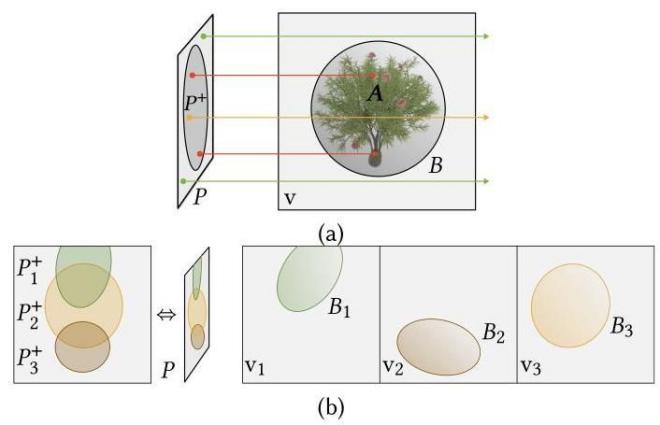 A
P⁺
B
P
v
(a)
P₁⁺
P₂⁺
P₃⁺
⇔
P
B₁
v₁
B₂
v₂
B₃
v₃
(b)